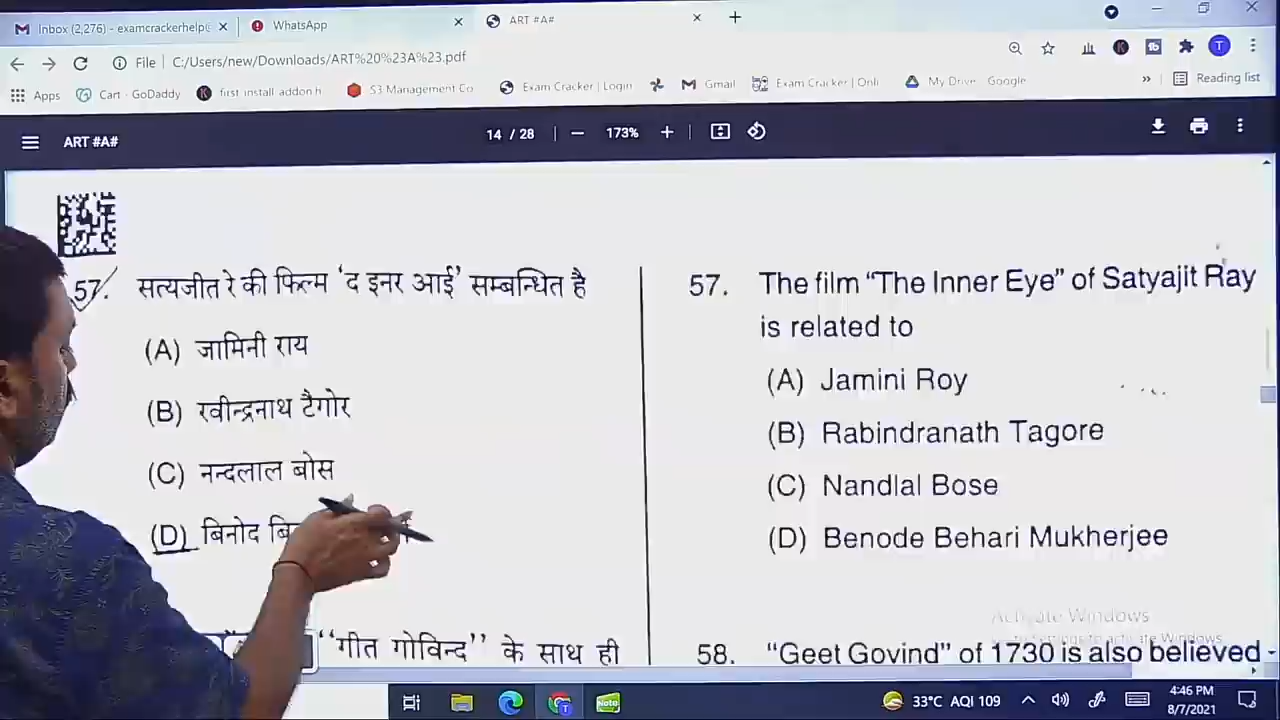 Inbox (2,276) - examcrackerhelp@
WhatsApp
ART #A#
File
C:/Users/new/Downloads/ART%20%23A%23.pdf
Apps
Cart - GoDaddy
first install addon h
S3 Management Co
Exam Cracker | Login
Gmail
Exam Cracker | Onli
My Drive - Google
Reading list
ART #A#
14 / 28
173%
57. सत्यजीत रे की फिल्म ‘द इनर आई’ सम्बन्धित है
(A) जामिनी राय
(B) रवीन्द्रनाथ टैगोर
(C) नन्दलाल बोस
(D) बिनोद
‘‘गीत गोविन्द’’ के साथ ही
57. The film “The Inner Eye” of Satyajit Ray
is related to
(A) Jamini Roy
(B) Rabindranath Tagore
(C) Nandlal Bose
(D) Benode Behari Mukherjee
Activate Windows
58. “Geet Govind” of 1730 is also believed
33°C AQI 109
4:46 PM
8/7/2021